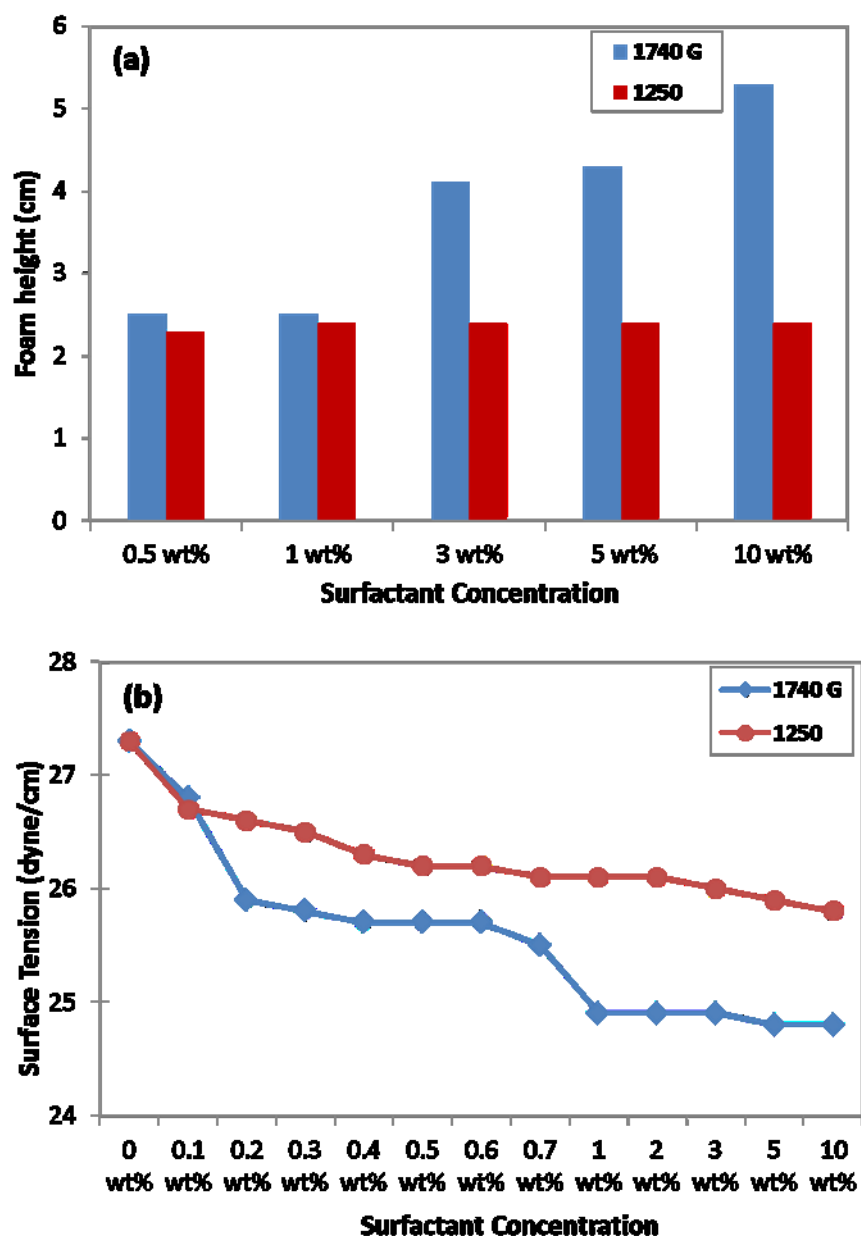 (a)
1740 G
1250
6
5
4
3
2
1
0
Foam height (cm)
0.5 wt% 1 wt% 3 wt% 5 wt% 10 wt%
Surfactant Concentration
(b)
1740 G
1250
28
27
26
25
24
Surface Tension (dyne/cm)
0 0.1 0.2 0.3 0.4 0.5 0.6 0.7 1 2 3 5 10
wt% wt% wt% wt% wt% wt% wt% wt% wt% wt% wt% wt% wt%
Surfactant Concentration